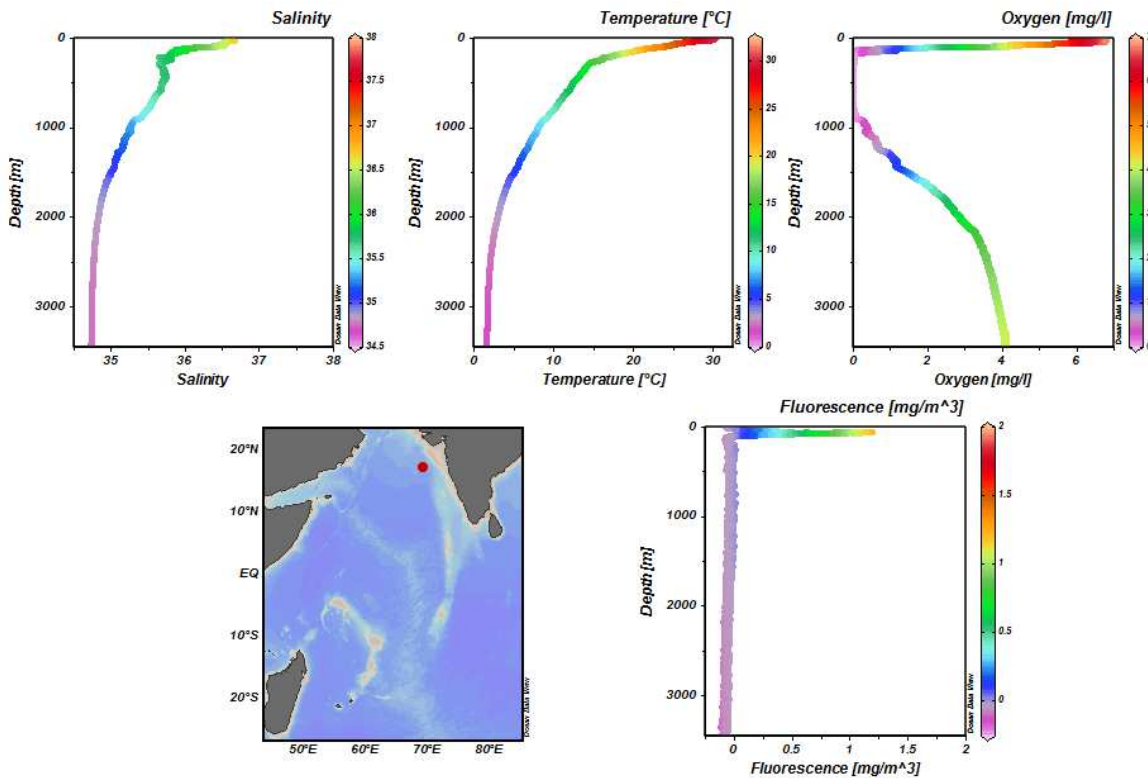 Salinity
0
1000
2000
3000
Depth [m]
35
36
37
38
Salinity
38
37.5
37
36.5
36
35.5
35
34.5
Ocean Data View
Temperature [°C]
0
1000
2000
3000
Depth [m]
0
10
20
30
Temperature [°C]
30
25
20
15
10
5
0
Ocean Data View
Oxygen [mg/l]
0
1000
2000
3000
Depth [m]
0
2
4
6
Oxygen [mg/l]
Ocean Data View
20°N
10°N
EQ
10°S
20°S
50°E
60°E
70°E
80°E
Ocean Data View
Fluorescence [mg/m^3]
0
1000
2000
3000
Depth [m]
0
0.5
1
1.5
2
Fluorescence [mg/m^3]
2
1.5
1
0.5
0
Ocean Data View